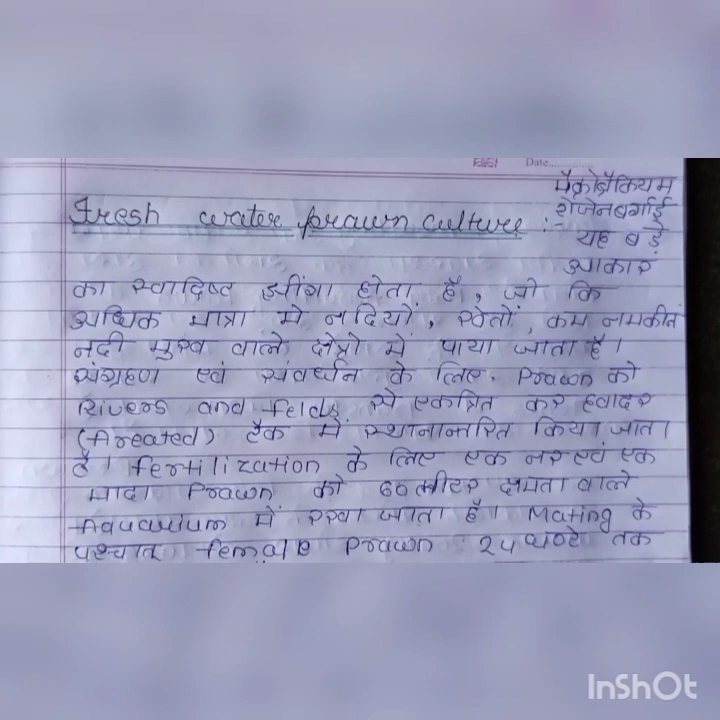 Date......
मैक्रोब्रैकियम
रोजेनबर्गाई
Fresh water prawn culture :-
यह बड़े
आकार
का स्वादिष्ट झींगा होता है, जो कि
अधिक मात्रा में नदियों, खेतों, कम नमकीन
नदी मुख वाले क्षेत्रों में पाया जाता है।
संग्रहण एवं संवर्धन के लिए Prawn को
Rivers and felds से एकत्रित कर हवादार
(Areated) टैंक में स्थानान्तरित किया जाता
है। fertilization के लिए एक नर एवं एक
मादा Prawn को 60 लीटर क्षमता वाले
Aquarium में रखा जाता है। Mating के
पश्चात female Prawn 24 घण्टे तक
InShOt